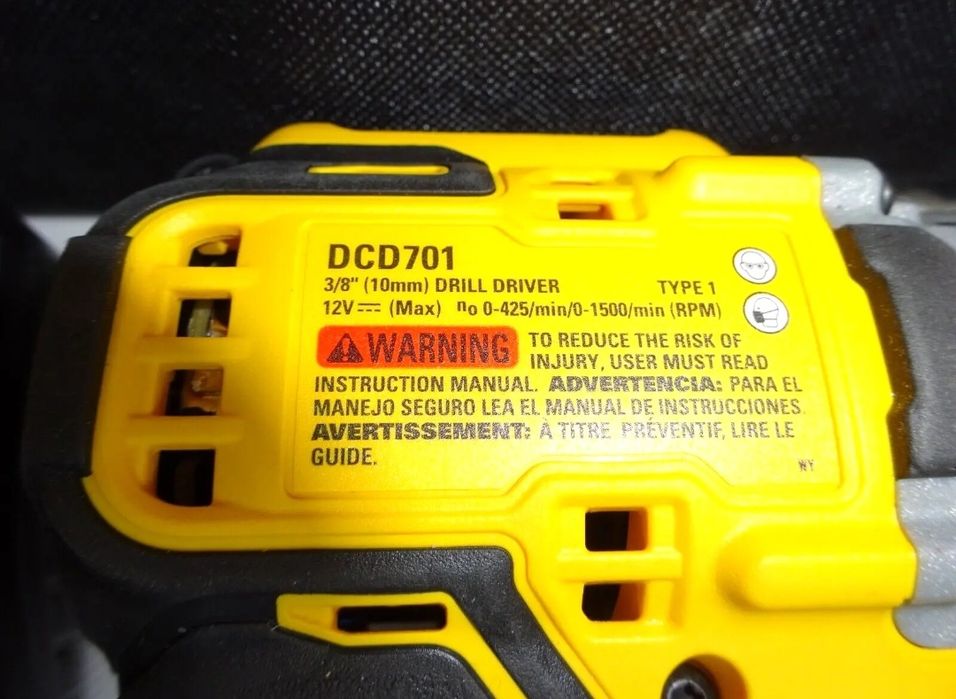 DCD701
3/8" (10mm) DRILL DRIVER TYPE 1
12V⎓ (Max) no 0-425/min/0-1500/min (RPM)
WARNING TO REDUCE THE RISK OF
INJURY, USER MUST READ
INSTRUCTION MANUAL. ADVERTENCIA: PARA EL
MANEJO SEGURO LEA EL MANUAL DE INSTRUCCIONES.
AVERTISSEMENT: À TITRE PRÉVENTIF, LIRE LE
GUIDE.
WY